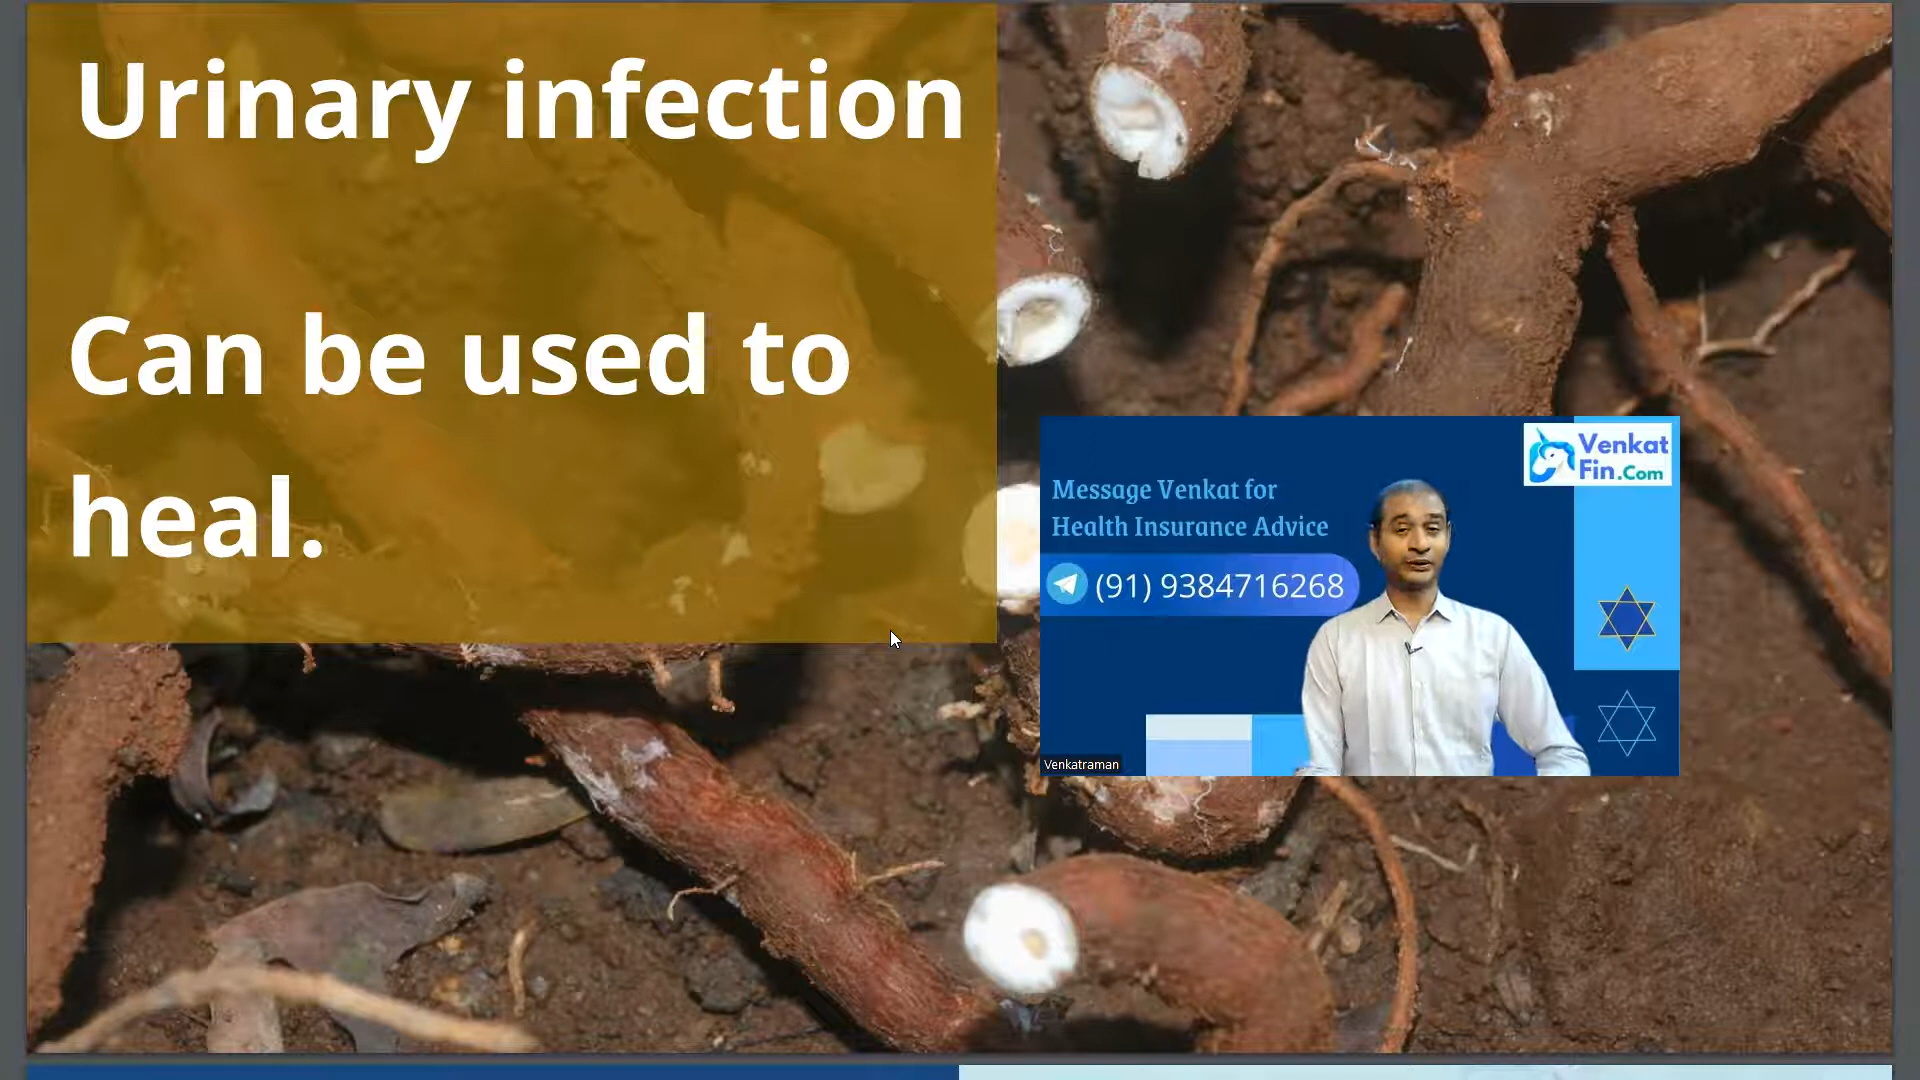 Urinary infection
Can be used to
heal.
Venkat
Fin.Com
Message Venkat for
Health Insurance Advice
(91) 9384716268
Venkatraman